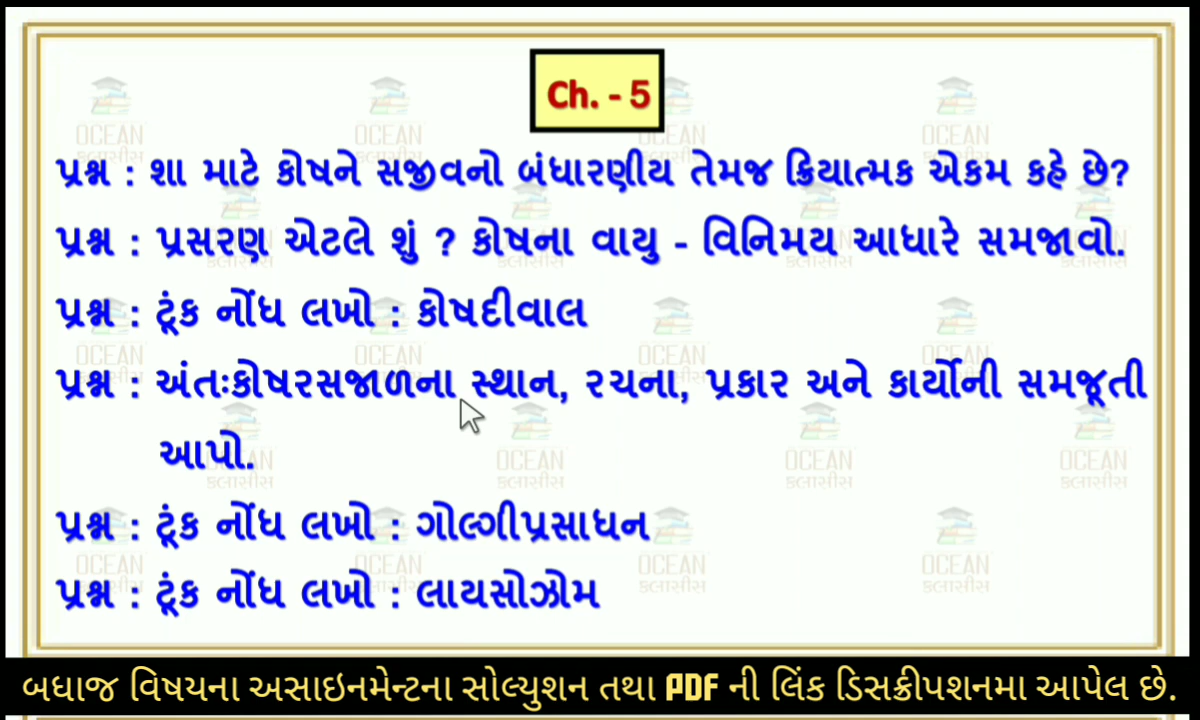 Ch. - 5
પ્રશ્ન : શા માટે કોષને સજીવનો બંધારણીય તેમજ ક્રિયાત્મક એકમ કહે છે?
પ્રશ્ન : પ્રસરણ એટલે શું ? કોષના વાયુ - વિનિમય આધારે સમજાવો.
પ્રશ્ન : ટૂંક નોંધ લખો : કોષદીવાલ
પ્રશ્ન : અંતઃકોષરસજાળના સ્થાન, રચના, પ્રકાર અને કાર્યોની સમજૂતી
આપો.
પ્રશ્ન : ટૂંક નોંધ લખો : ગોલ્ગીપ્રસાધન
પ્રશ્ન : ટૂંક નોંધ લખો : લાયસોઝોમ
બધાજ વિષયના અસાઇનમેન્ટના સોલ્યુશન તથા PDF ની લિંક ડિસક્રીપશનમા આપેલ છે.
OCEAN
ક્લાસીસ